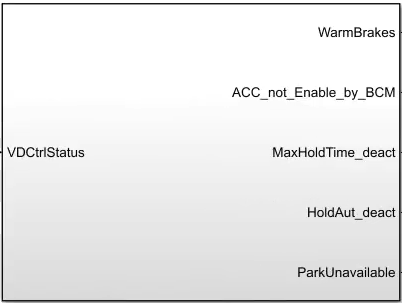 WarmBrakes
ACC_not_Enable_by_BCM
VDCtrlStatus
MaxHoldTime_deact
HoldAut_deact
ParkUnavailable